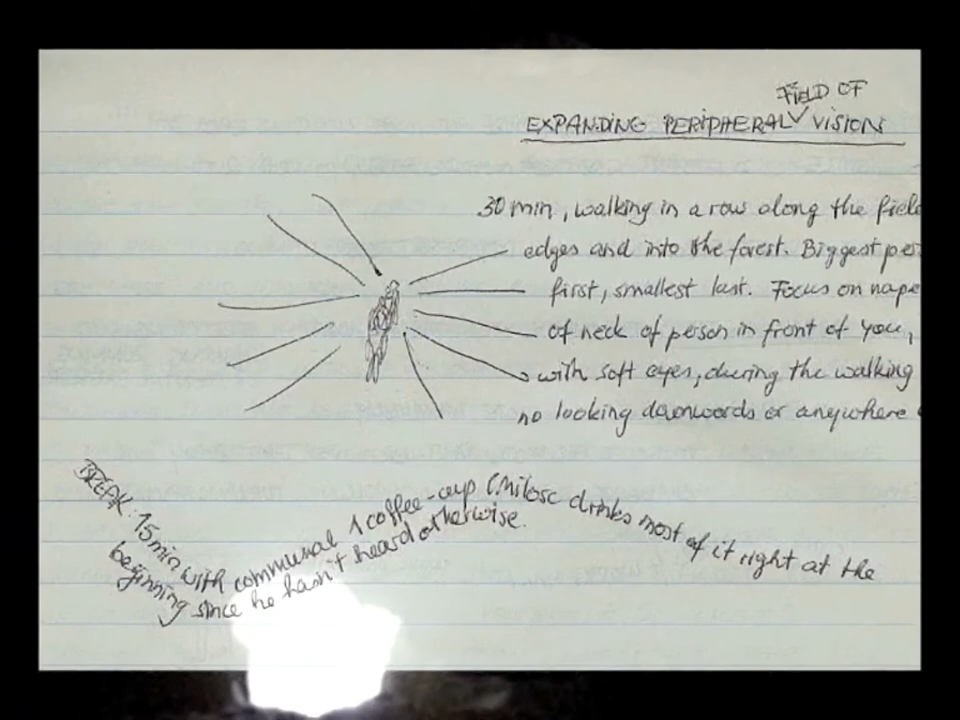 FIELD OF
EXPANDING PERIPHERAL VISION
30 min, walking in a row along the field
edges and into the forest. Biggest per
first, smallest last. Focus on nape
of neck of person in front of you,
with soft eyes, during the walking
no looking downwords or anywhere
BREAK: 15 min with communal 1 coffee-cup (Milosc drinks most of it right at the
beginning since he hasn't heard otherwise.